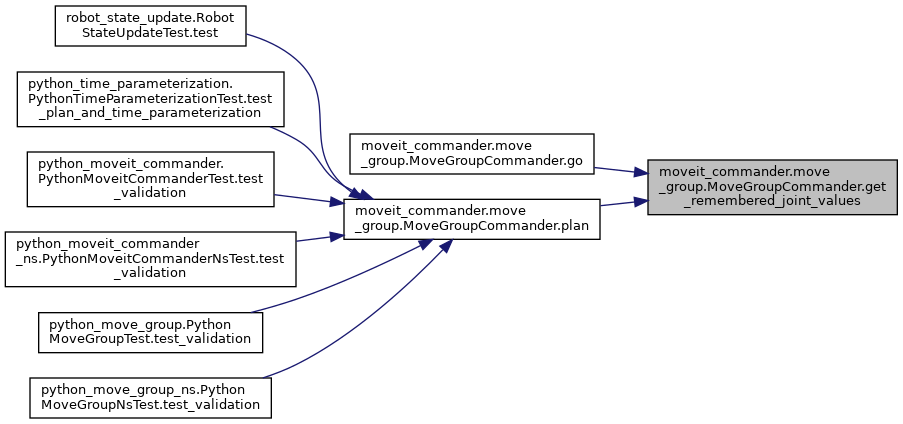 robot_state_update.Robot
StateUpdateTest.test
python_time_parameterization.
PythonTimeParameterizationTest.test
_plan_and_time_parameterization
python_moveit_commander.
PythonMoveitCommanderTest.test
_validation
python_moveit_commander
_ns.PythonMoveitCommanderNsTest.test
_validation
python_move_group.Python
MoveGroupTest.test_validation
python_move_group_ns.Python
MoveGroupNsTest.test_validation
moveit_commander.move
_group.MoveGroupCommander.go
moveit_commander.move
_group.MoveGroupCommander.plan
moveit_commander.move
_group.MoveGroupCommander.get
_remembered_joint_values